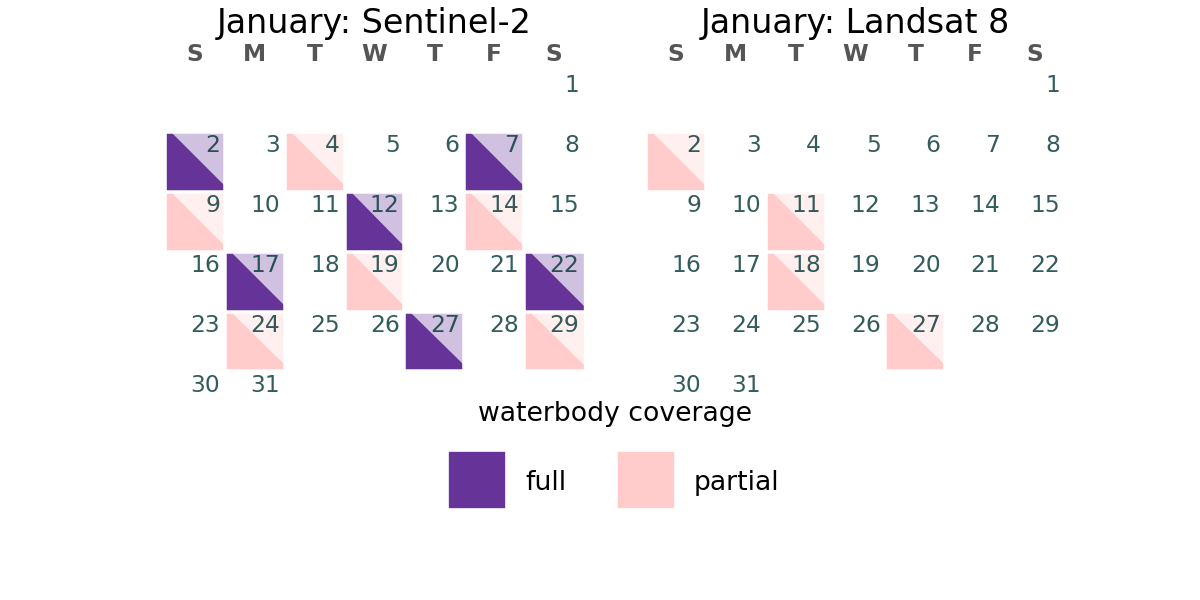 January: Sentinel-2
S M T W T F S
1
2 3 4 5 6 7 8
9 10 11 12 13 14 15
16 17 18 19 20 21 22
23 24 25 26 27 28 29
30 31
January: Landsat 8
S M T W T F S
1
2 3 4 5 6 7 8
9 10 11 12 13 14 15
16 17 18 19 20 21 22
23 24 25 26 27 28 29
30 31
waterbody coverage
full
partial